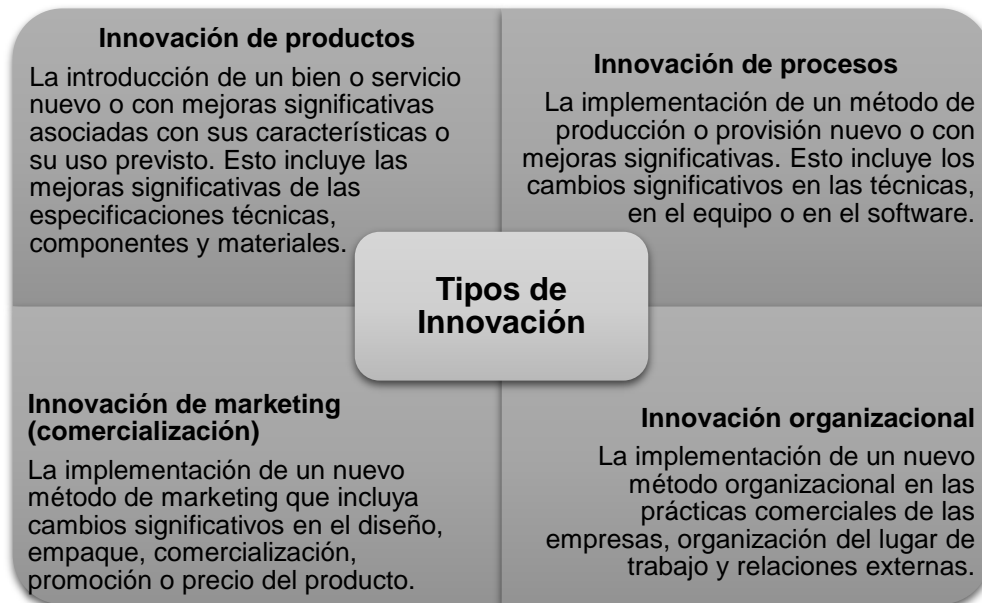 Innovación de productos
La introducción de un bien o servicio
nuevo o con mejoras significativas
asociadas con sus características o
su uso previsto. Esto incluye las
mejoras significativas de las
especificaciones técnicas,
componentes y materiales.
Innovación de procesos
La implementación de un método de
producción o provisión nuevo o con
mejoras significativas. Esto incluye los
cambios significativos en las técnicas,
en el equipo o en el software.
Tipos de
Innovación
Innovación de marketing
(comercialización)
La implementación de un nuevo
método de marketing que incluya
cambios significativos en el diseño,
empaque, comercialización,
promoción o precio del producto.
Innovación organizacional
La implementación de un nuevo
método organizacional en las
prácticas comerciales de las
empresas, organización del lugar de
trabajo y relaciones externas.